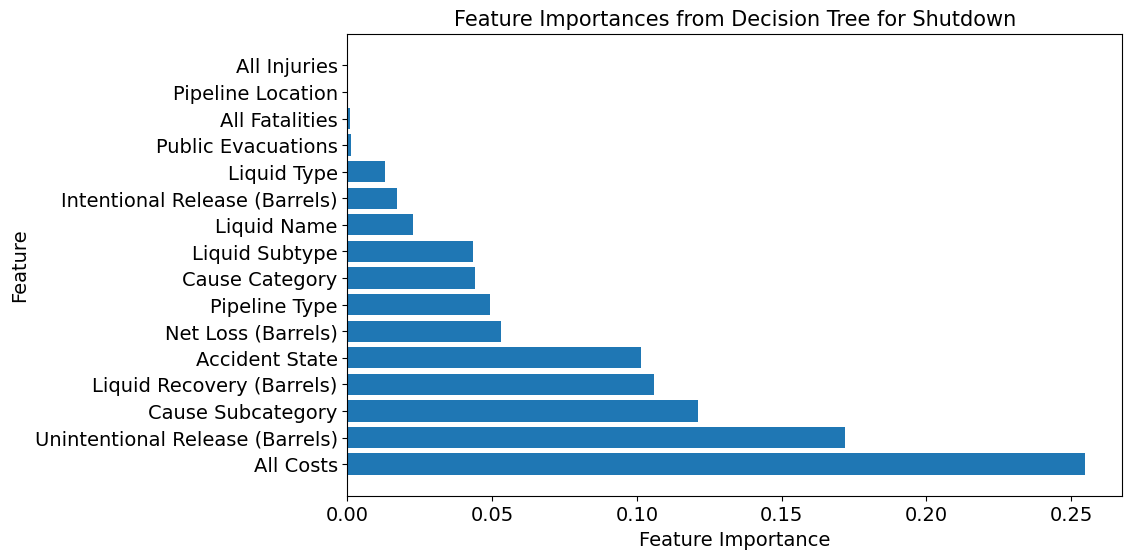 Feature Importances from Decision Tree for Shutdown
Feature
All Injuries
Pipeline Location
All Fatalities
Public Evacuations
Liquid Type
Intentional Release (Barrels)
Liquid Name
Liquid Subtype
Cause Category
Pipeline Type
Net Loss (Barrels)
Accident State
Liquid Recovery (Barrels)
Cause Subcategory
Unintentional Release (Barrels)
All Costs
0.00 0.05 0.10 0.15 0.20 0.25
Feature Importance